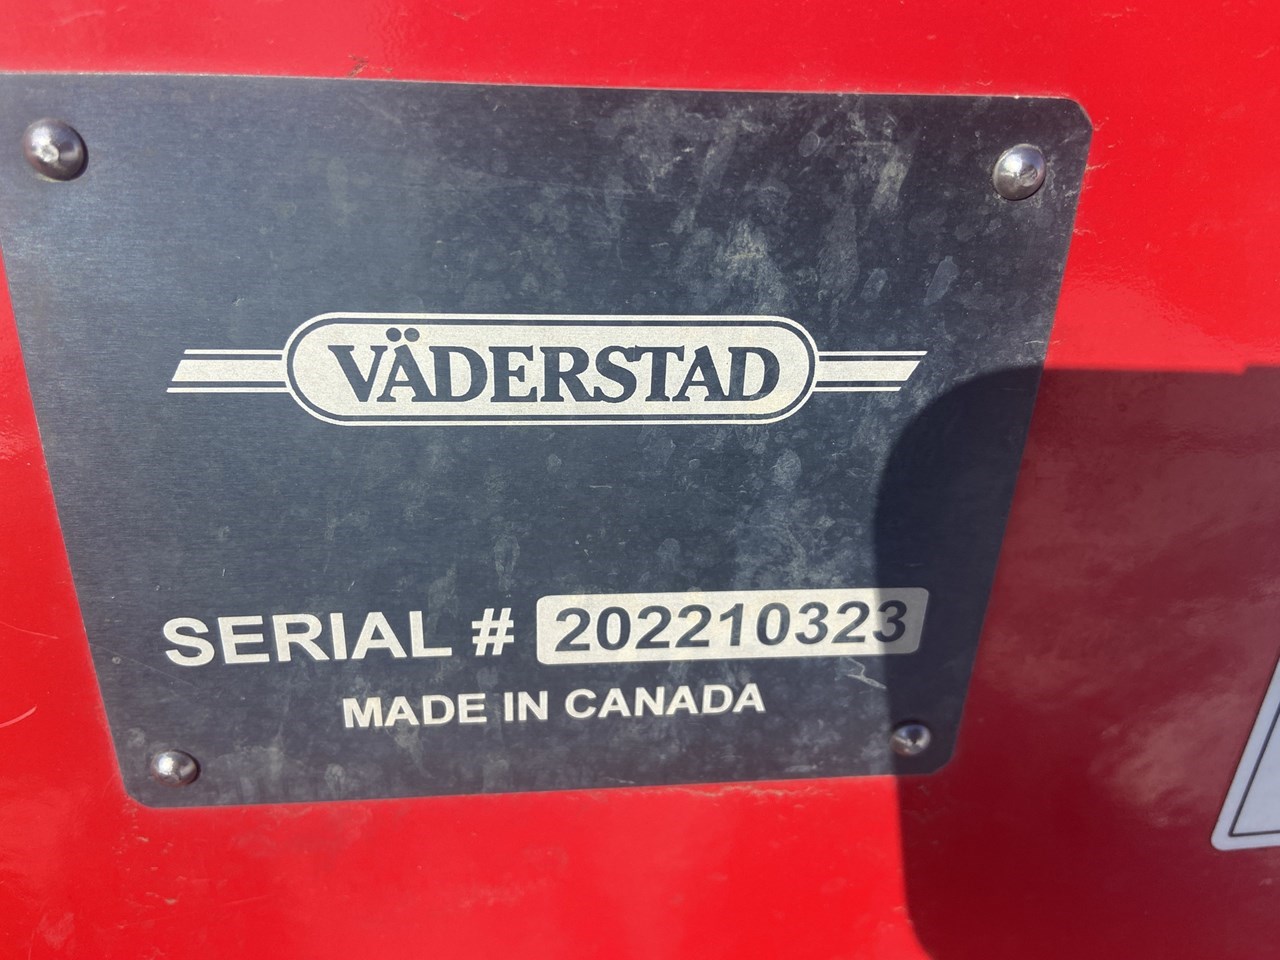 VÄDERSTAD
SERIAL # 202210323
MADE IN CANADA